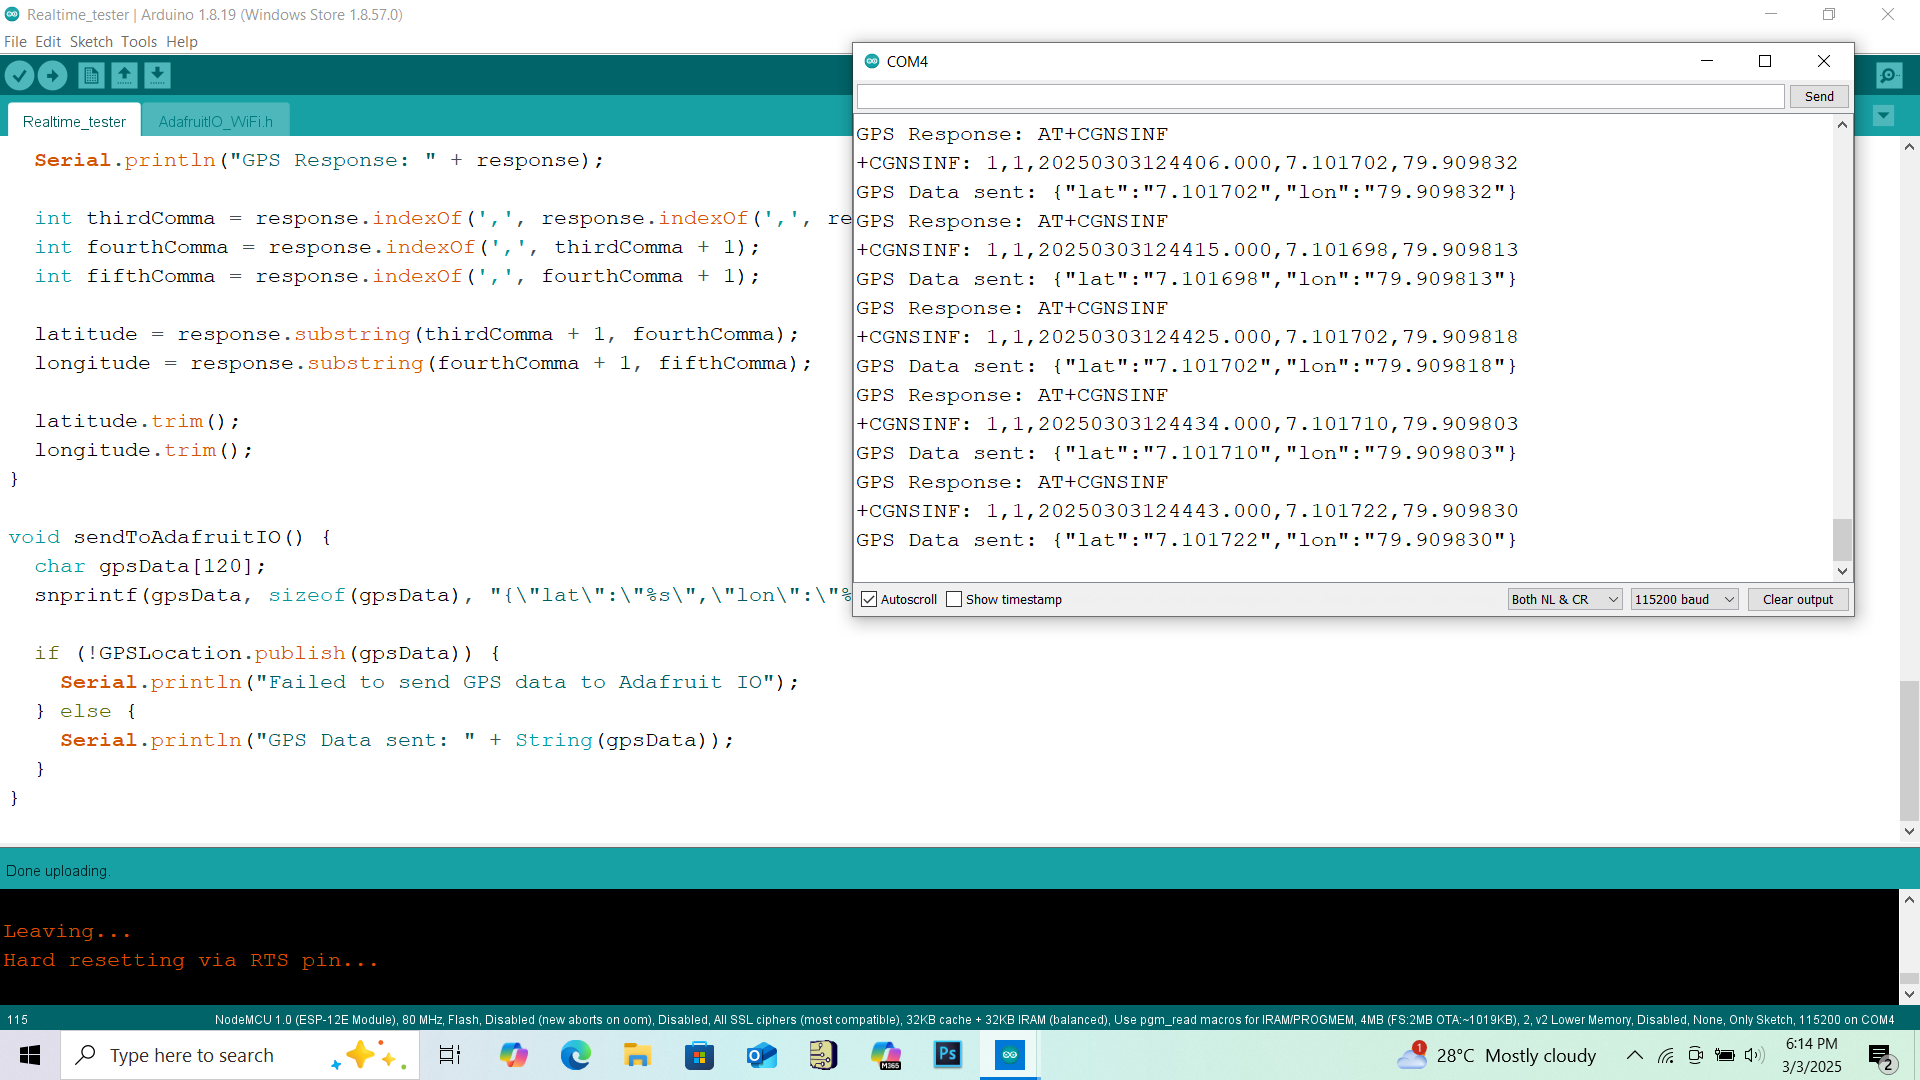 Realtime_tester | Arduino 1.8.19 (Windows Store 1.8.57.0)
File Edit Sketch Tools Help
Realtime_tester
AdafruitIO_WiFi.h
Serial.println("GPS Response: " + response);
int thirdComma = response.indexOf(',', response.indexOf(',', re
int fourthComma = response.indexOf(',', thirdComma + 1);
int fifthComma = response.indexOf(',', fourthComma + 1);
latitude = response.substring(thirdComma + 1, fourthComma);
longitude = response.substring(fourthComma + 1, fifthComma);
latitude.trim();
longitude.trim();
}
void sendToAdafruitIO() {
char gpsData[120];
snprintf(gpsData, sizeof(gpsData), "{\"lat\":\"%s\",\"lon\":\"%
if (!GPSLocation.publish(gpsData)) {
Serial.println("Failed to send GPS data to Adafruit IO");
} else {
Serial.println("GPS Data sent: " + String(gpsData));
}
}
COM4
Send
GPS Response: AT+CGNSINF
+CGNSINF: 1,1,20250303124406.000,7.101702,79.909832
GPS Data sent: {"lat":"7.101702","lon":"79.909832"}
GPS Response: AT+CGNSINF
+CGNSINF: 1,1,20250303124415.000,7.101698,79.909813
GPS Data sent: {"lat":"7.101698","lon":"79.909813"}
GPS Response: AT+CGNSINF
+CGNSINF: 1,1,20250303124425.000,7.101702,79.909818
GPS Data sent: {"lat":"7.101702","lon":"79.909818"}
GPS Response: AT+CGNSINF
+CGNSINF: 1,1,20250303124434.000,7.101710,79.909803
GPS Data sent: {"lat":"7.101710","lon":"79.909803"}
GPS Response: AT+CGNSINF
+CGNSINF: 1,1,20250303124443.000,7.101722,79.909830
GPS Data sent: {"lat":"7.101722","lon":"79.909830"}
Autoscroll Show timestamp Both NL & CR 115200 baud Clear output
Done uploading.
Leaving...
Hard resetting via RTS pin...
115 NodeMCU 1.0 (ESP-12E Module), 80 MHz, Flash, Disabled (new aborts on oom), Disabled, All SSL ciphers (most compatible), 32KB cache + 32KB IRAM (balanced), Use pgm_read macros for IRAM/PROGMEM, 4MB (FS:2MB OTA:~1019KB), 2, v2 Lower Memory, Disabled, None, Only Sketch, 115200 on COM4
Type here to search
M365
Ps
1
28°C Mostly cloudy
6:14 PM
3/3/2025
2